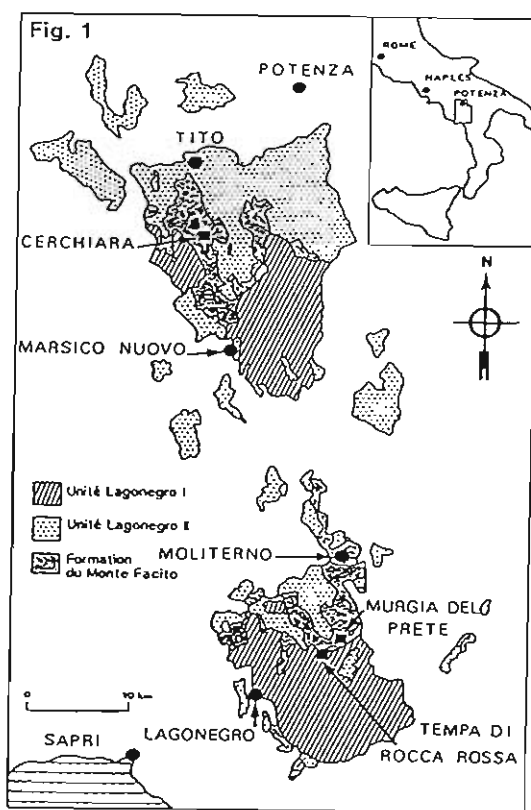 Fig. 1
POTENZA
ROME
NAPLES
POTENZA
TITO
CERCHIARA
N
MARSICO NUOVO
Unité Lagonegro I
Unité Lagonegro II
Formation
du Monte Facito
MOLITERNO
MURGIA DEL
PRETE
0 10 km
LAGONEGRO
TEMPA DI
ROCCA ROSSA
SAPRI